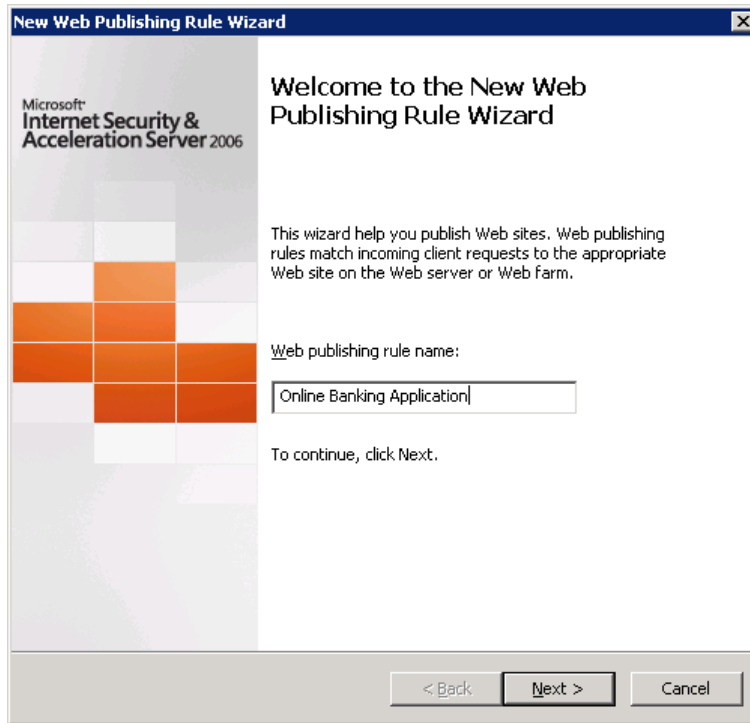 New Web Publishing Rule Wizard
Microsoft
Internet Security &
Acceleration Server 2006
Welcome to the New Web
Publishing Rule Wizard
This wizard help you publish Web sites. Web publishing
rules match incoming client requests to the appropriate
Web site on the Web server or Web farm.
Web publishing rule name:
Online Banking Application
To continue, click Next.
< Back
Next >
Cancel